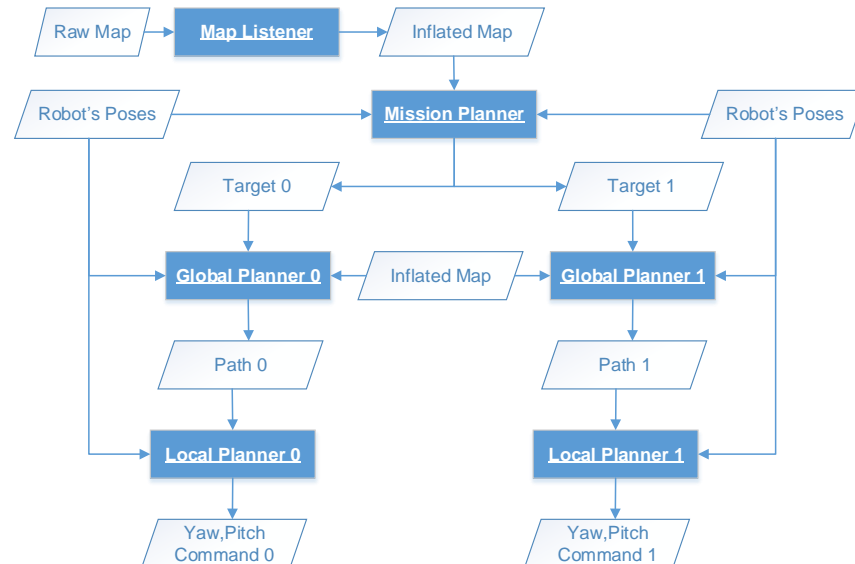 Raw Map
Map Listener
Inflated Map
Robot's Poses
Mission Planner
Robot's Poses
Target 0
Target 1
Global Planner 0
Inflated Map
Global Planner 1
Path 0
Path 1
Local Planner 0
Local Planner 1
Yaw,Pitch
Command 0
Yaw,Pitch
Command 1